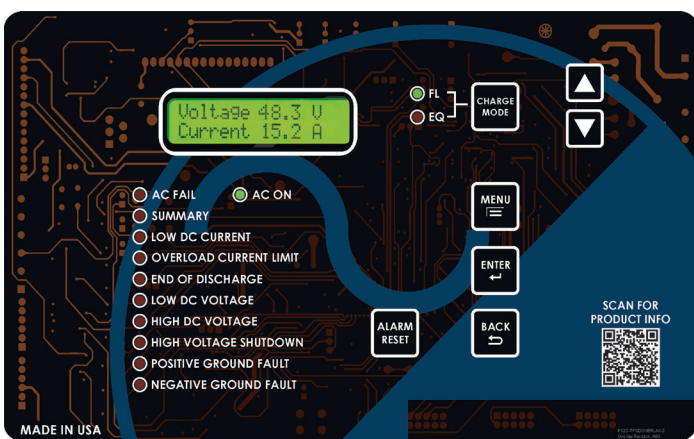 Voltage 48.3 V
Current 15.2 A
FL
EQ
CHARGE
MODE
AC FAIL
AC ON
SUMMARY
LOW DC CURRENT
OVERLOAD CURRENT LIMIT
END OF DISCHARGE
LOW DC VOLTAGE
HIGH DC VOLTAGE
HIGH VOLTAGE SHUTDOWN
POSITIVE GROUND FAULT
NEGATIVE GROUND FAULT
MENU
ENTER
ALARM
RESET
BACK
SCAN FOR
PRODUCT INFO
MADE IN USA